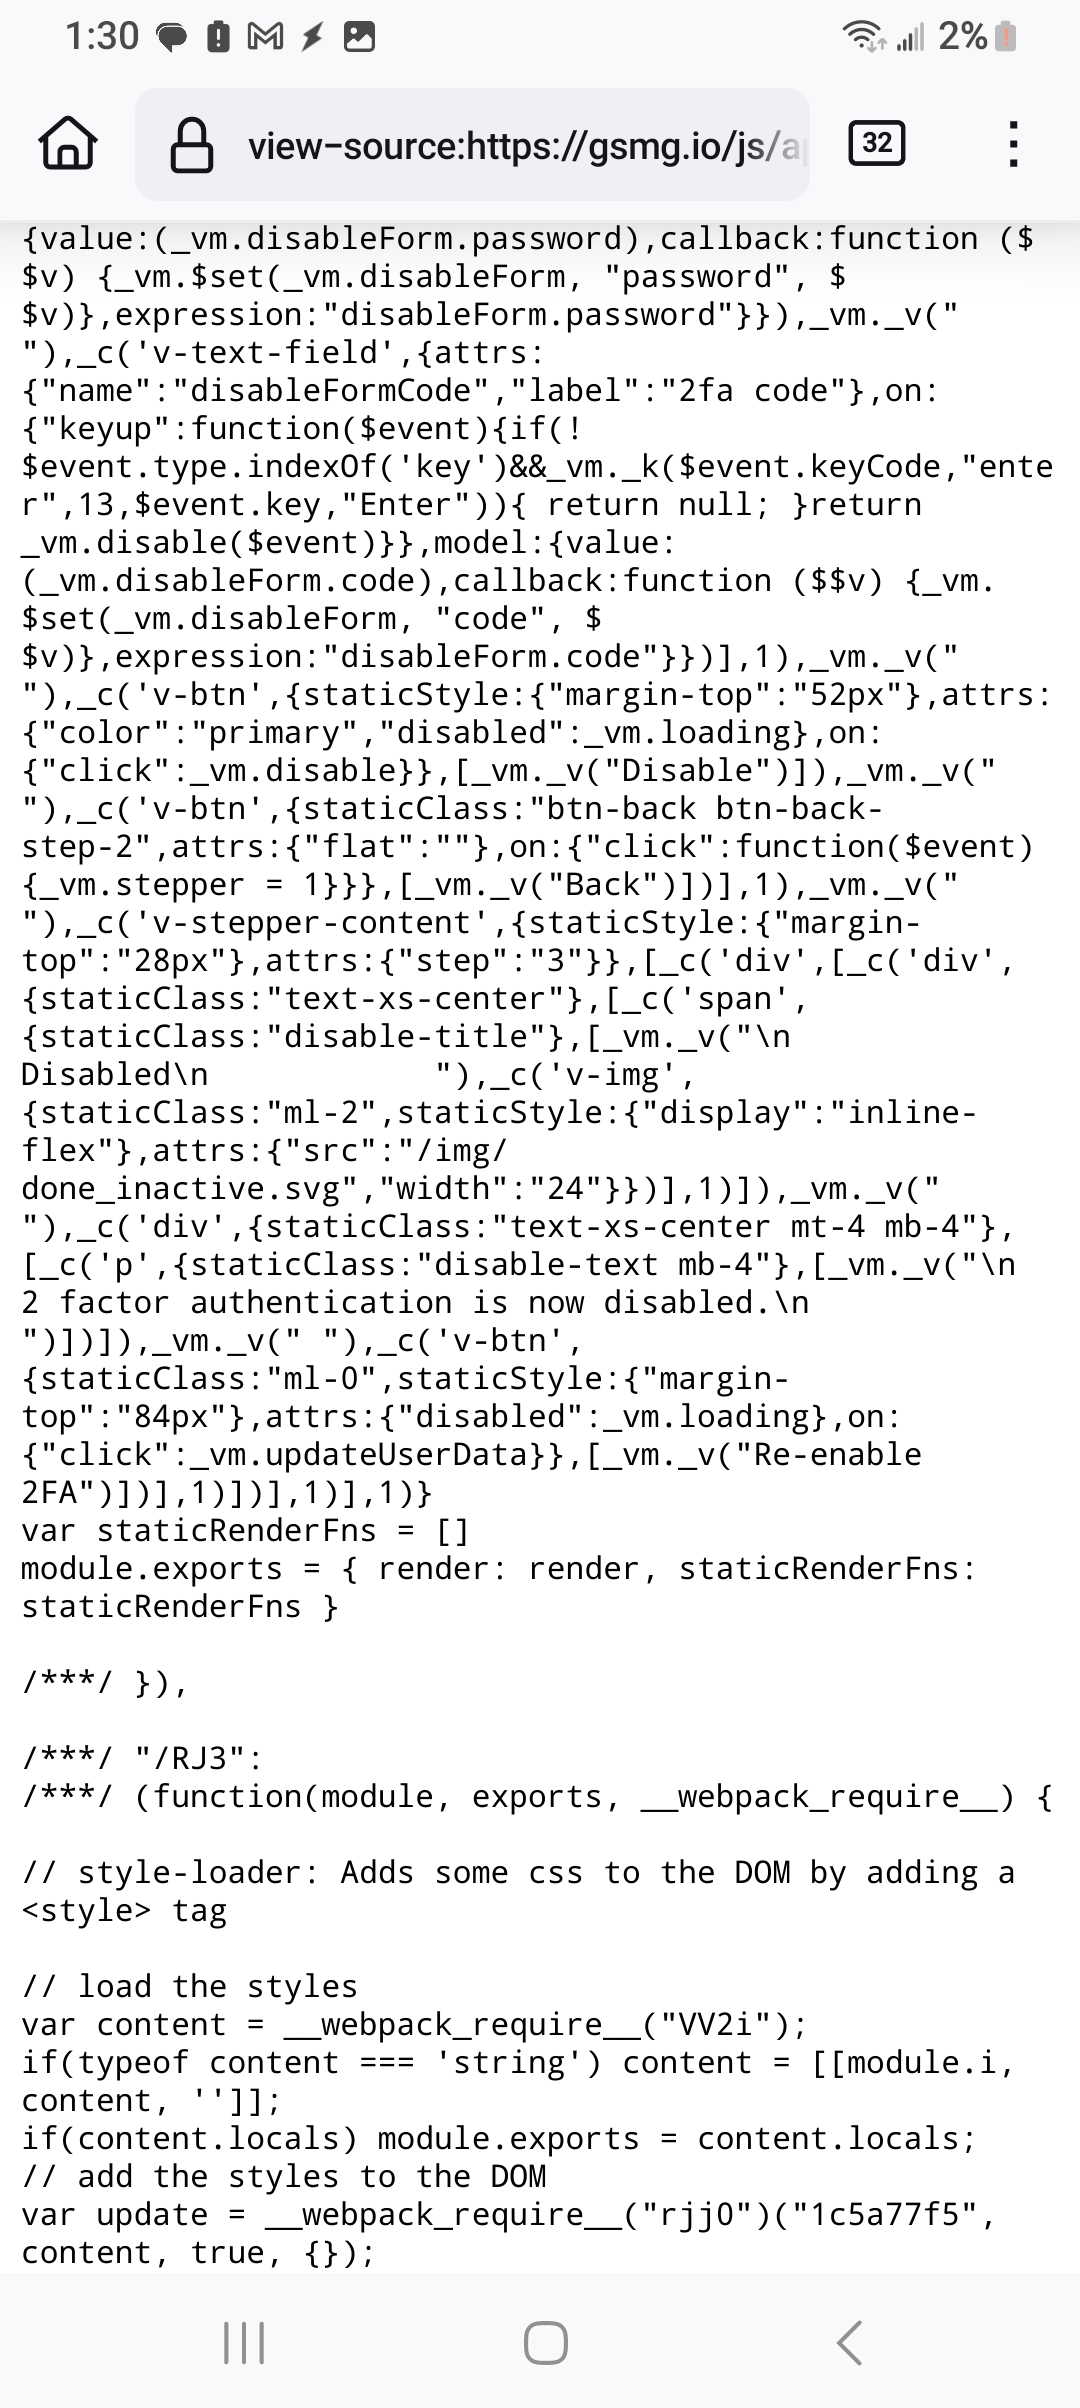 1:30
2%
view-source:https://gsmg.io/js/a
32
{value:(_vm.disableForm.password),callback:function ($
$v) {_vm.$set(_vm.disableForm, "password", $
$v)},expression:"disableForm.password"}}),_vm._v("
"),_c('v-text-field',{attrs:
{"name":"disableFormCode","label":"2fa code"},on:
{"keyup":function($event){if(!
$event.type.indexOf('key')&&_vm._k($event.keyCode,"ente
r",13,$event.key,"Enter")){ return null; }return
_vm.disable($event)}},model:{value:
(_vm.disableForm.code),callback:function ($$v) {_vm.
$set(_vm.disableForm, "code", $
$v)},expression:"disableForm.code"}})],1),_vm._v("
"),_c('v-btn',{staticStyle:{"margin-top":"52px"},attrs:
{"color":"primary","disabled":_vm.loading},on:
{"click":_vm.disable}},[_vm._v("Disable")]),_vm._v("
"),_c('v-btn',{staticClass:"btn-back btn-back-
step-2",attrs:{"flat":""},on:{"click":function($event)
{_vm.stepper = 1}}},[_vm._v("Back")])],1),_vm._v("
"),_c('v-stepper-content',{staticStyle:{"margin-
top":"28px"},attrs:{"step":"3"}},[_c('div',[_c('div',
{staticClass:"text-xs-center"},[_c('span',
{staticClass:"disable-title"},[_vm._v("\n
Disabled\n            "),_c('v-img',
{staticClass:"ml-2",staticStyle:{"display":"inline-
flex"},attrs:{"src":"/img/
done_inactive.svg","width":"24"}})],1)]),_vm._v("
"),_c('div',{staticClass:"text-xs-center mt-4 mb-4"},
[_c('p',{staticClass:"disable-text mb-4"},[_vm._v("\n
2 factor authentication is now disabled.\n
")])]),_vm._v(" "),_c('v-btn',
{staticClass:"ml-0",staticStyle:{"margin-
top":"84px"},attrs:{"disabled":_vm.loading},on:
{"click":_vm.updateUserData}},[_vm._v("Re-enable
2FA")])],1)])],1)],1)}
var staticRenderFns = []
module.exports = { render: render, staticRenderFns:
staticRenderFns }
/***/ }),
/***/ "/RJ3":
/***/ (function(module, exports, __webpack_require__) {
// style-loader: Adds some css to the DOM by adding a
<style> tag
// load the styles
var content = __webpack_require__("VV2i");
if(typeof content === 'string') content = [[module.i,
content, '']];
if(content.locals) module.exports = content.locals;
// add the styles to the DOM
var update = __webpack_require__("rjj0")("1c5a77f5",
content, true, {});